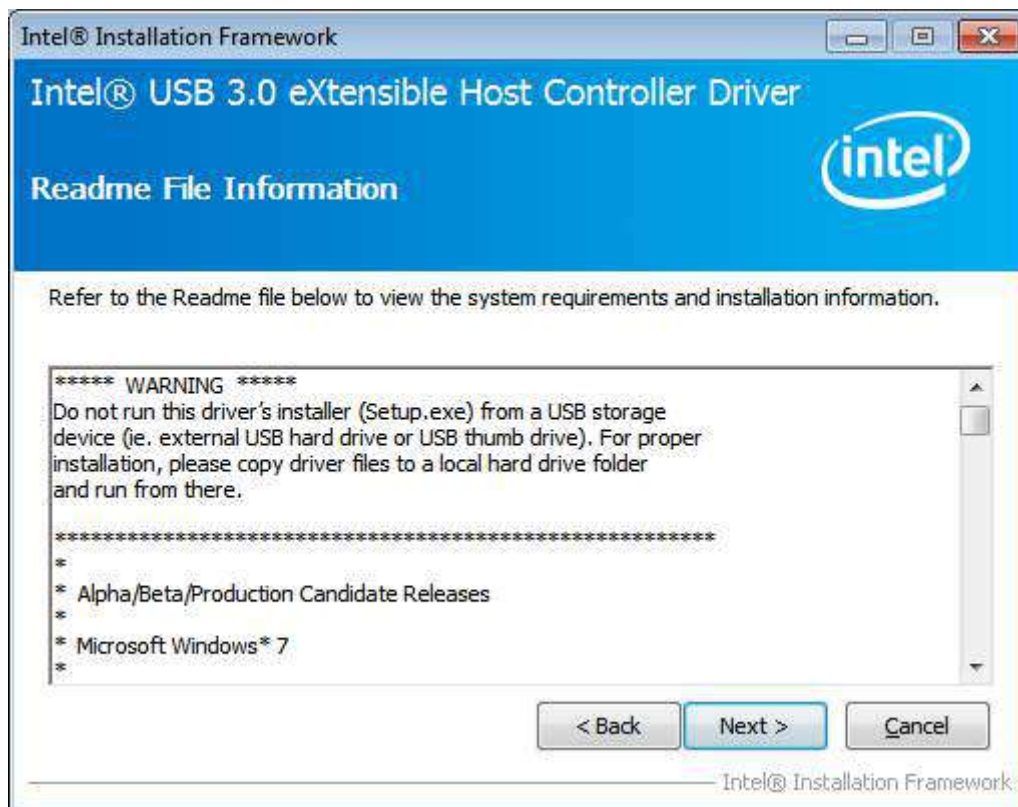 Intel® Installation Framework
Intel® USB 3.0 eXtensible Host Controller Driver
intel
Readme File Information
Refer to the Readme file below to view the system requirements and installation information.
***** WARNING *****
Do not run this driver's installer (Setup.exe) from a USB storage
device (ie. external USB hard drive or USB thumb drive). For proper
installation, please copy driver files to a local hard drive folder
and run from there.
*******************************************************
*
* Alpha/Beta/Production Candidate Releases
*
* Microsoft Windows* 7
*
< Back Next > Cancel
Intel® Installation Framework